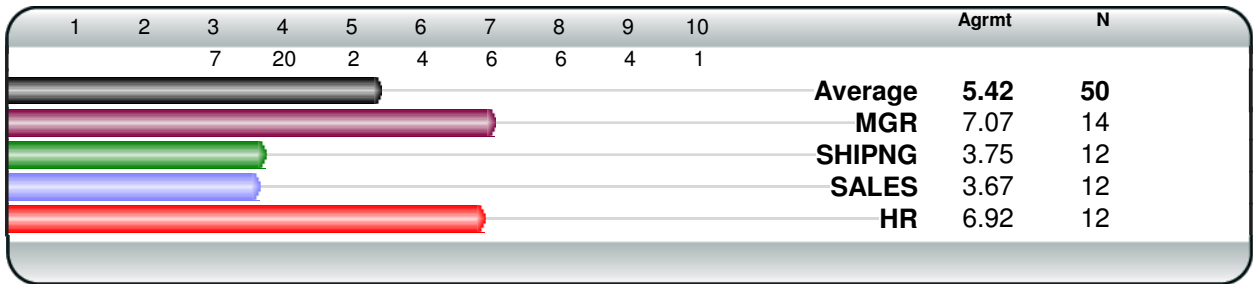 1 2 3 4 5 6 7 8 9 10 Agrmt N
7 20 2 4 6 6 4 1
Average 5.42 50
MGR 7.07 14
SHIPNG 3.75 12
SALES 3.67 12
HR 6.92 12